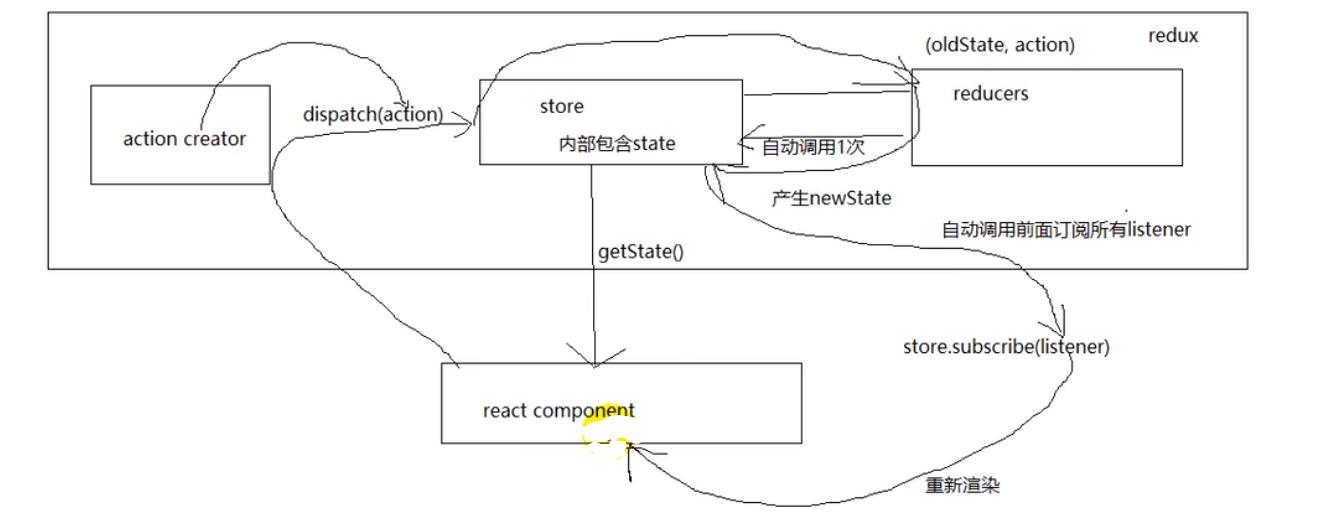 redux
(oldState, action)
action creator
dispatch(action)
store
内部包含state
reducers
自动调用1次
产生newState
自动调用前面订阅所有listener
getState()
store.subscribe(listener)
react component
重新渲染